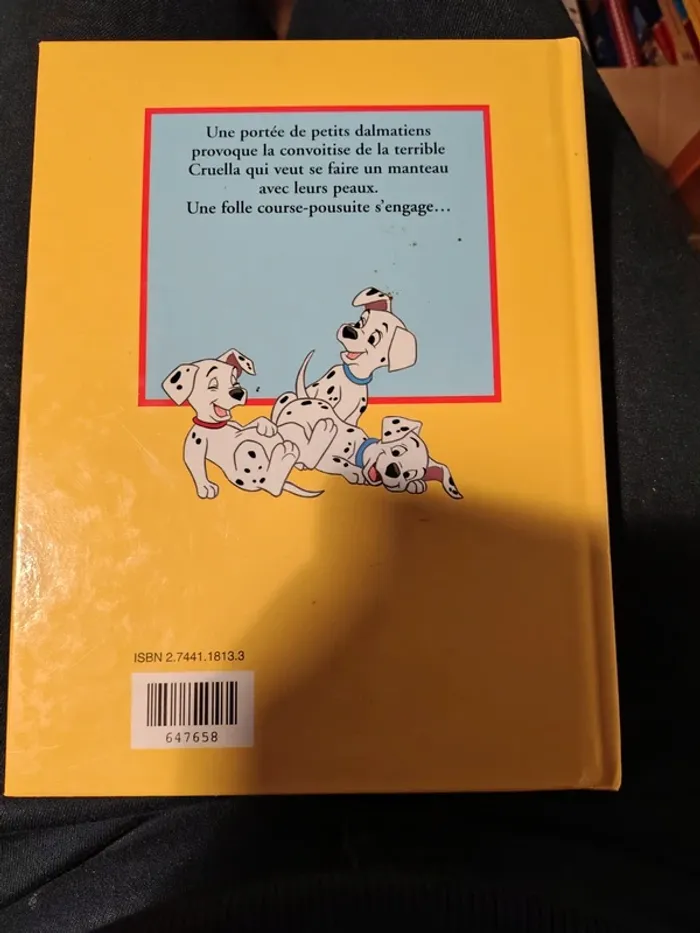 Une portée de petits dalmatiens
provoque la convoitise de la terrible
Cruella qui veut se faire un manteau
avec leurs peaux.
Une folle course-pousuite s'engage…
ISBN 2.7441.1813.3
647658